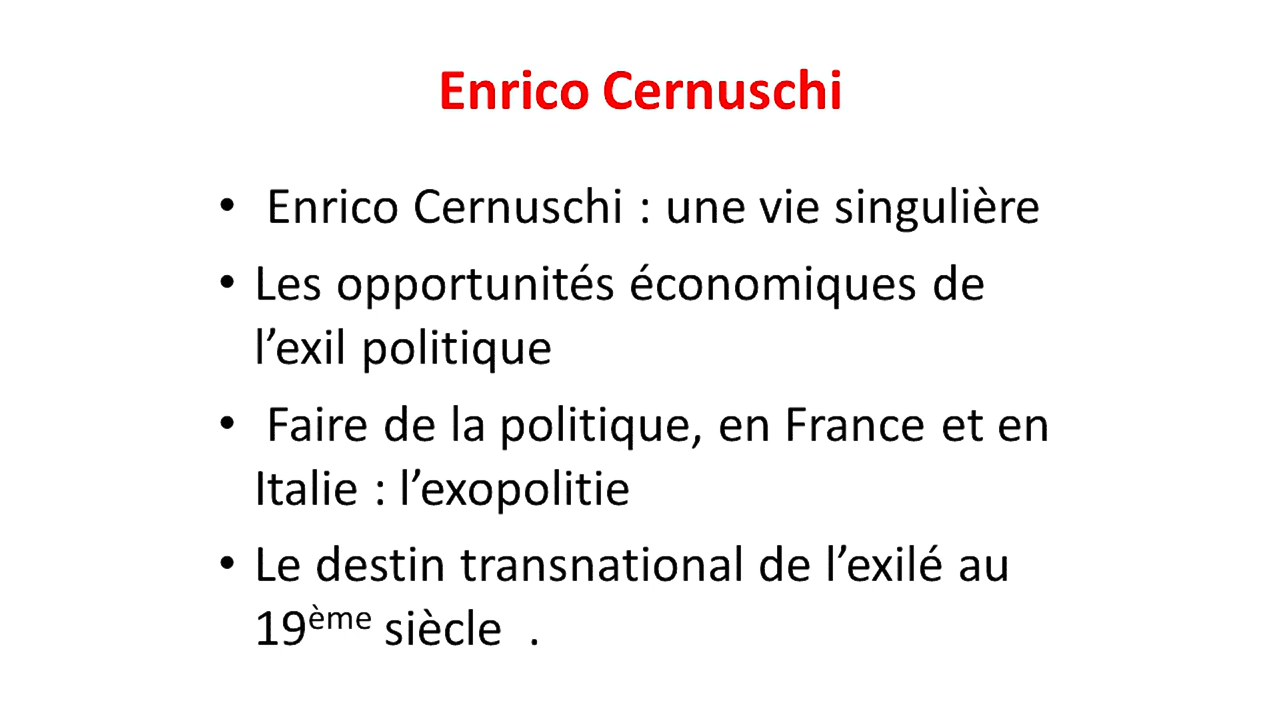 Enrico Cernuschi
• Enrico Cernuschi : une vie singulière
• Les opportunités économiques de
l’exil politique
• Faire de la politique, en France et en
Italie : l’exopolitie
• Le destin transnational de l’exilé au
19ème siècle .